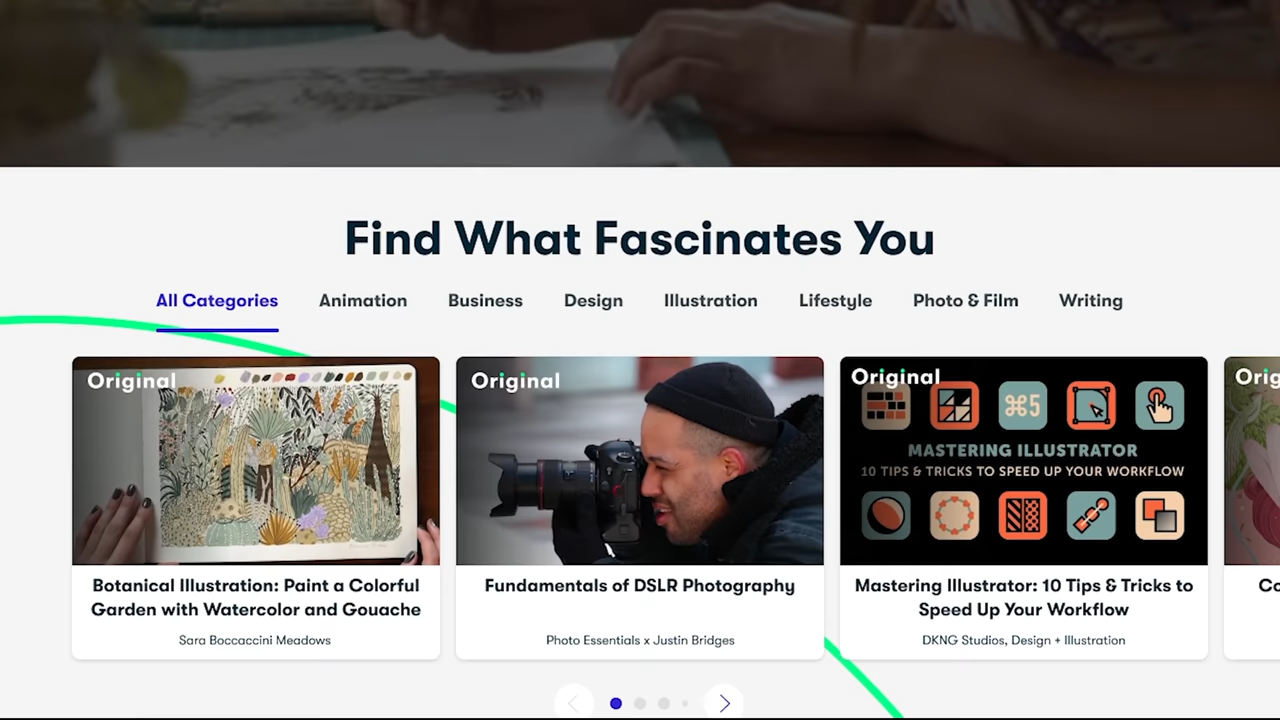 Find What Fascinates You
All Categories Animation Business Design Illustration Lifestyle Photo & Film Writing
Original
Botanical Illustration: Paint a Colorful
Garden with Watercolor and Gouache
Sara Boccaccini Meadows
Original
Fundamentals of DSLR Photography
Photo Essentials x Justin Bridges
Original
⌘5
MASTERING ILLUSTRATOR
10 TIPS & TRICKS TO SPEED UP YOUR WORKFLOW
Mastering Illustrator: 10 Tips & Tricks to
Speed Up Your Workflow
DKNG Studios, Design + Illustration